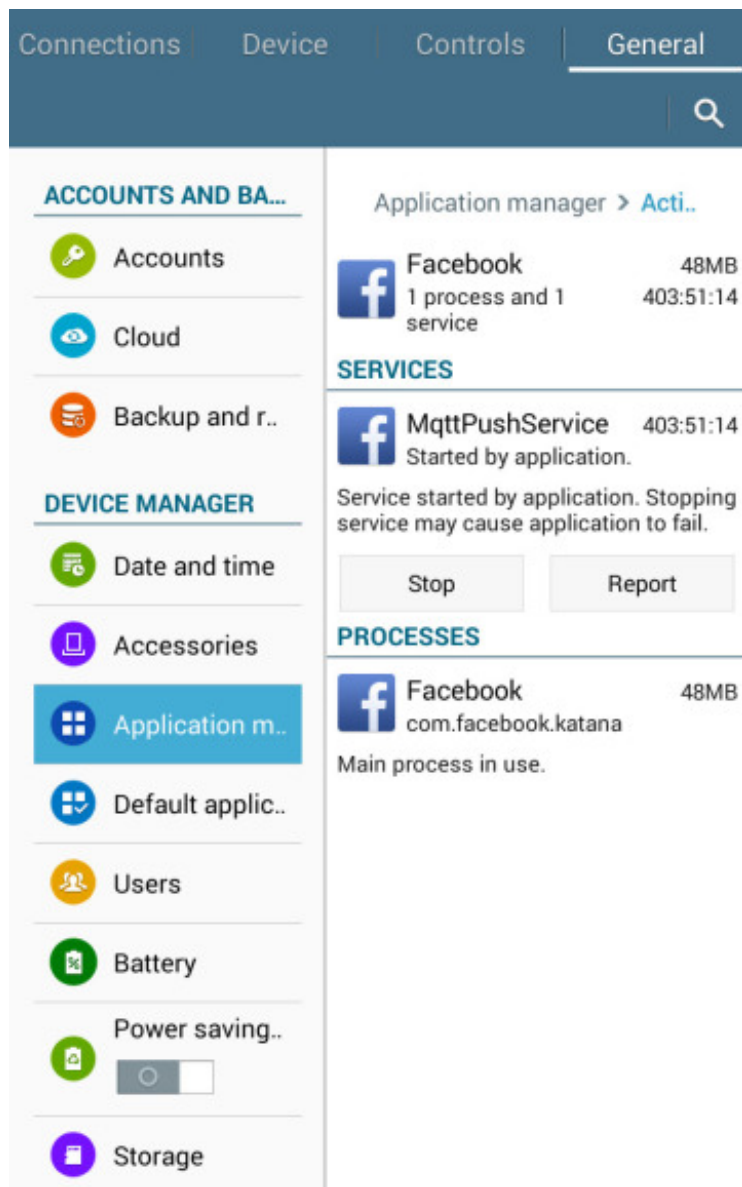 Connections
Device
Controls
General
ACCOUNTS AND BA...
Accounts
Cloud
Backup and r..
DEVICE MANAGER
Date and time
Accessories
Application m..
Default applic..
Users
Battery
Power saving..
Storage
Application manager > Acti..
Facebook 48MB
1 process and 1 403:51:14
service
SERVICES
MqttPushService 403:51:14
Started by application.
Service started by application. Stopping
service may cause application to fail.
Stop Report
PROCESSES
Facebook 48MB
com.facebook.katana
Main process in use.